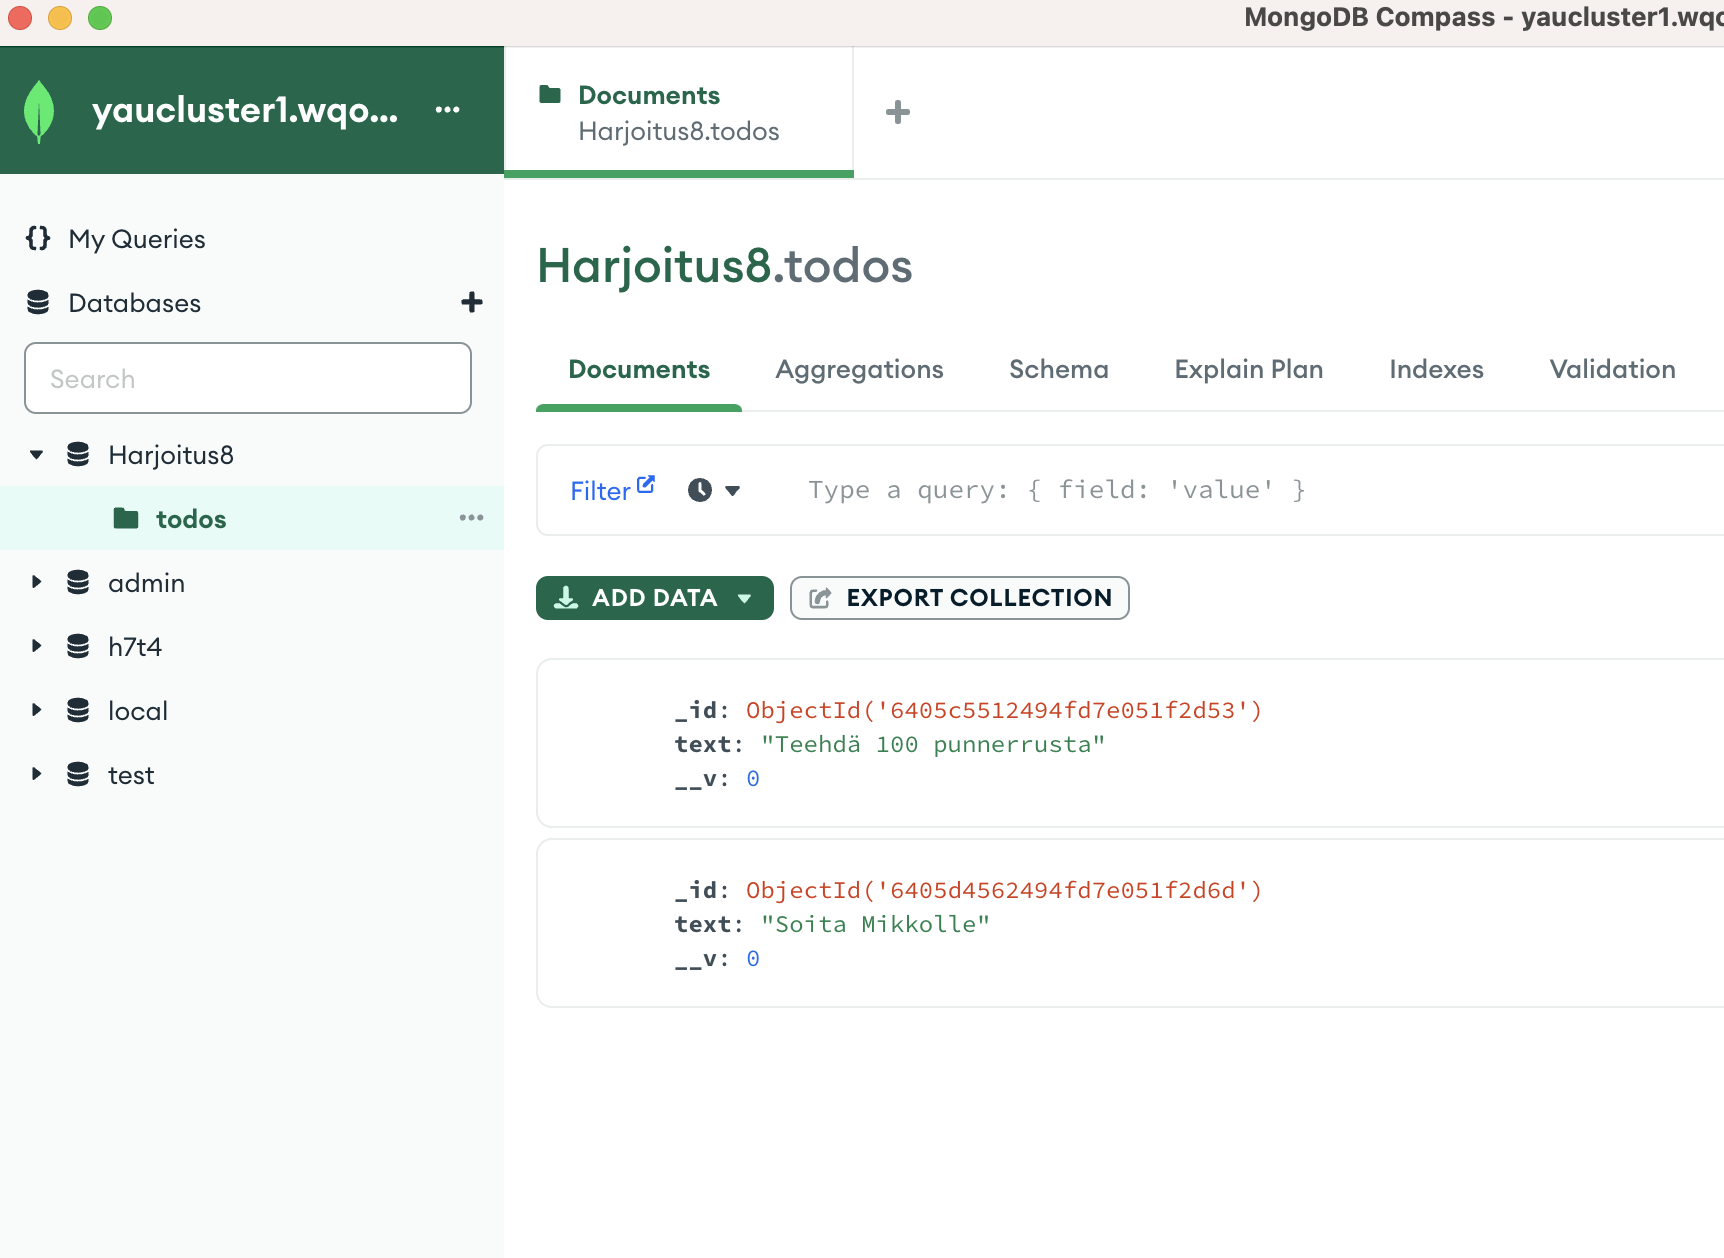 MongoDB Compass - yaucluster1.wqo
yaucluster1.wqo...
Documents
Harjoitus8.todos
My Queries
Databases
Search
Harjoitus8
todos
admin
h7t4
local
test
Harjoitus8.todos
Documents Aggregations Schema Explain Plan Indexes Validation
Filter Type a query: { field: 'value' }
ADD DATA EXPORT COLLECTION
_id: ObjectId('6405c5512494fd7e051f2d53')
text: "Teehdä 100 punnerrusta"
__v: 0
_id: ObjectId('6405d4562494fd7e051f2d6d')
text: "Soita Mikkolle"
__v: 0